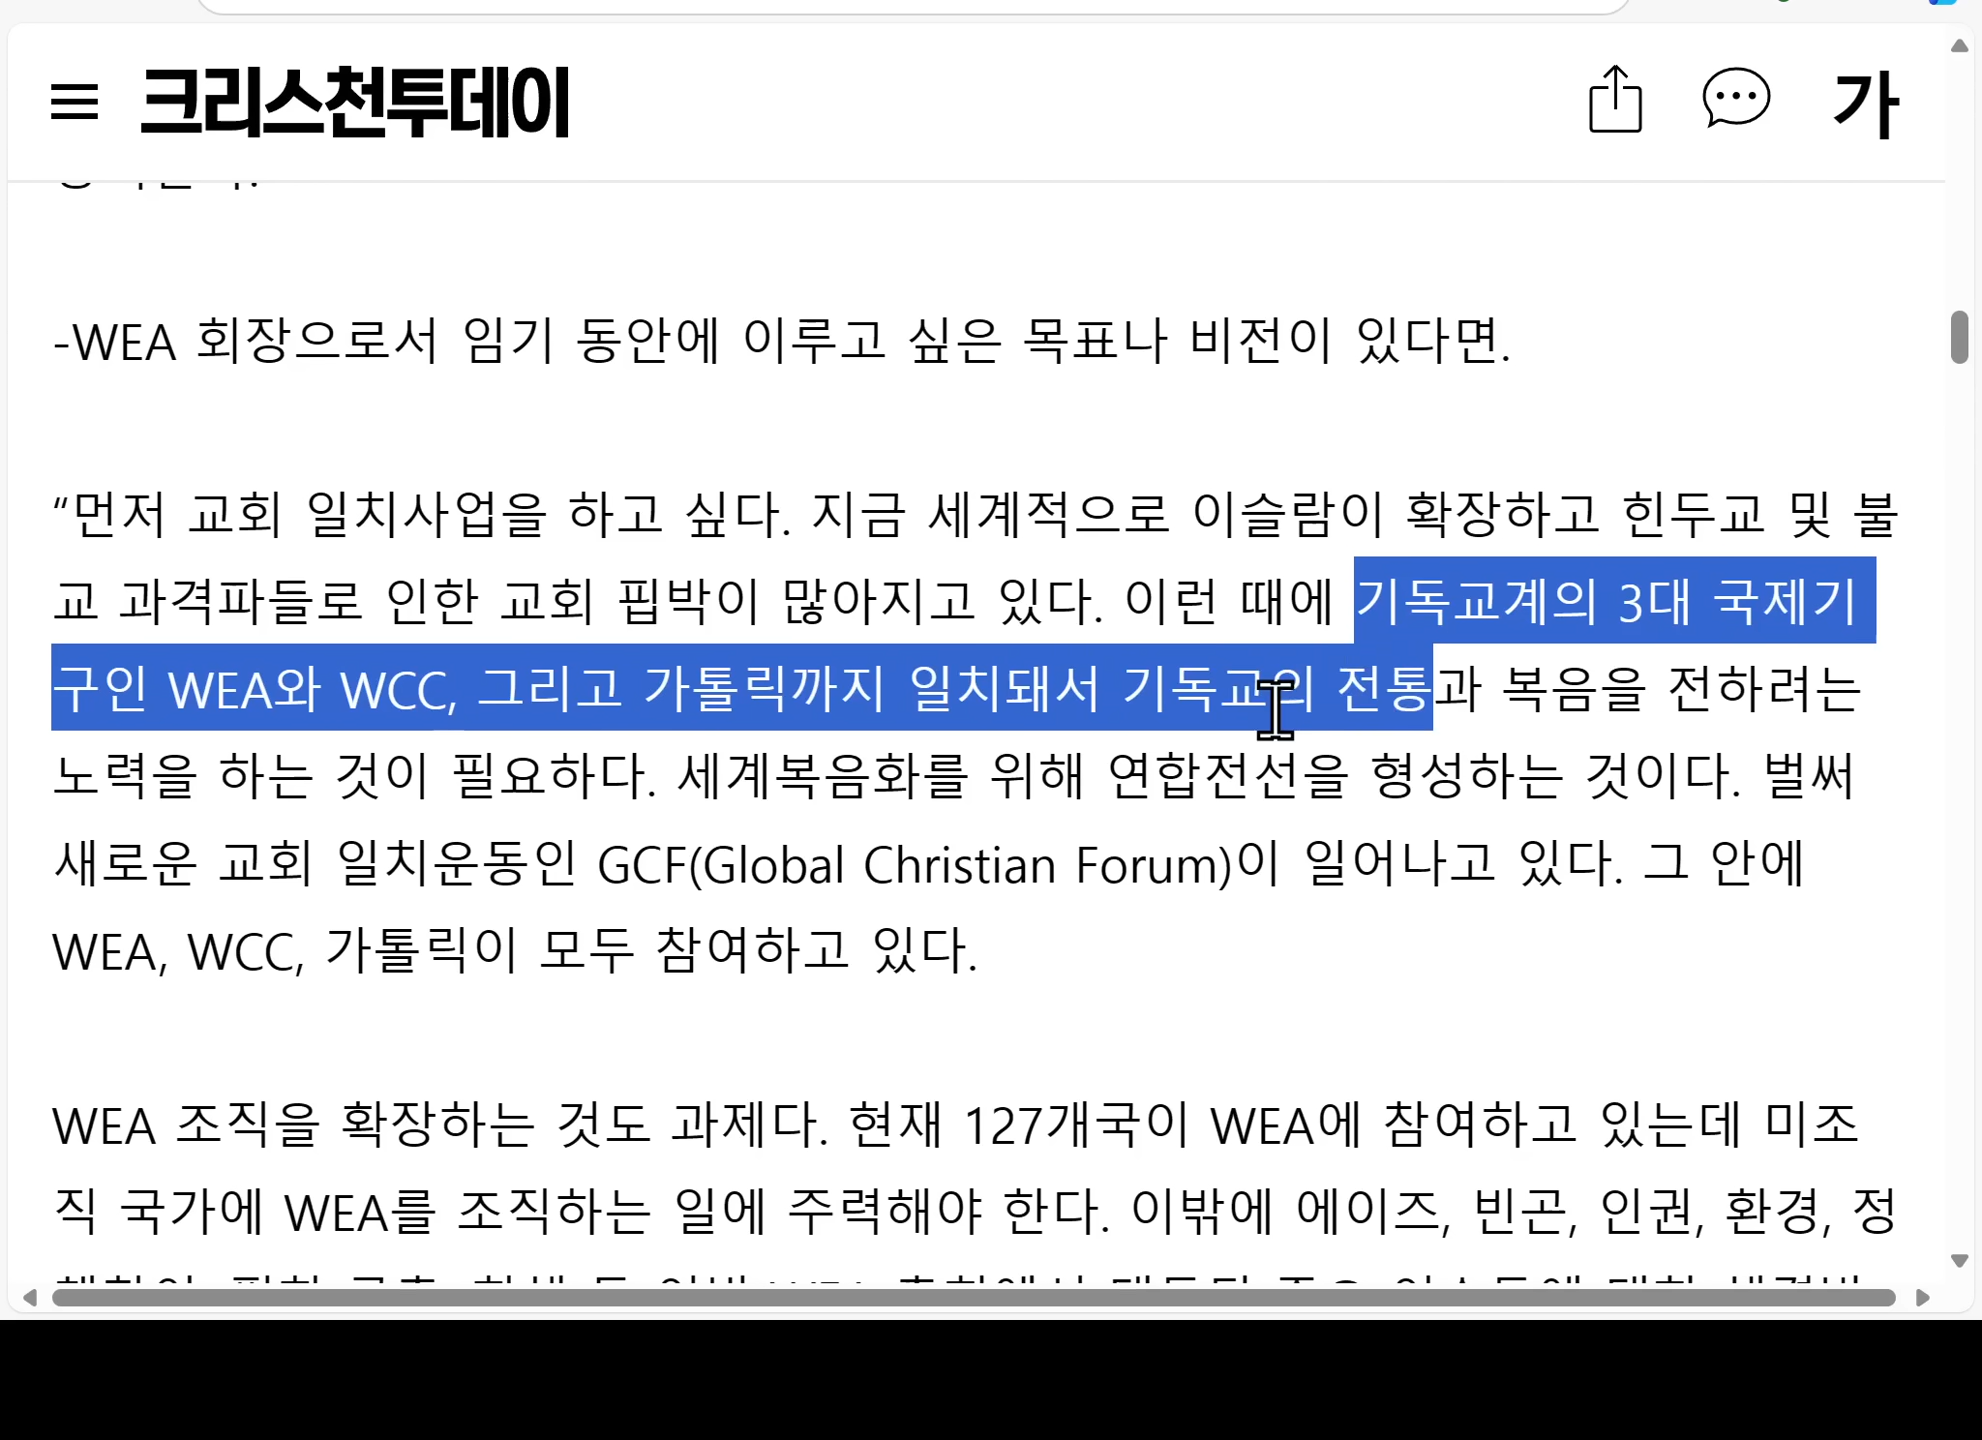 크리스천투데이
가
-WEA 회장으로서 임기 동안에 이루고 싶은 목표나 비전이 있다면.
“먼저 교회 일치사업을 하고 싶다. 지금 세계적으로 이슬람이 확장하고 힌두교 및 불
교 과격파들로 인한 교회 핍박이 많아지고 있다. 이런 때에 기독교계의 3대 국제기
구인 WEA와 WCC, 그리고 가톨릭까지 일치돼서 기독교의 전통과 복음을 전하려는
노력을 하는 것이 필요하다. 세계복음화를 위해 연합전선을 형성하는 것이다. 벌써
새로운 교회 일치운동인 GCF(Global Christian Forum)이 일어나고 있다. 그 안에
WEA, WCC, 가톨릭이 모두 참여하고 있다.
WEA 조직을 확장하는 것도 과제다. 현재 127개국이 WEA에 참여하고 있는데 미조
직 국가에 WEA를 조직하는 일에 주력해야 한다. 이밖에 에이즈, 빈곤, 인권, 환경, 정